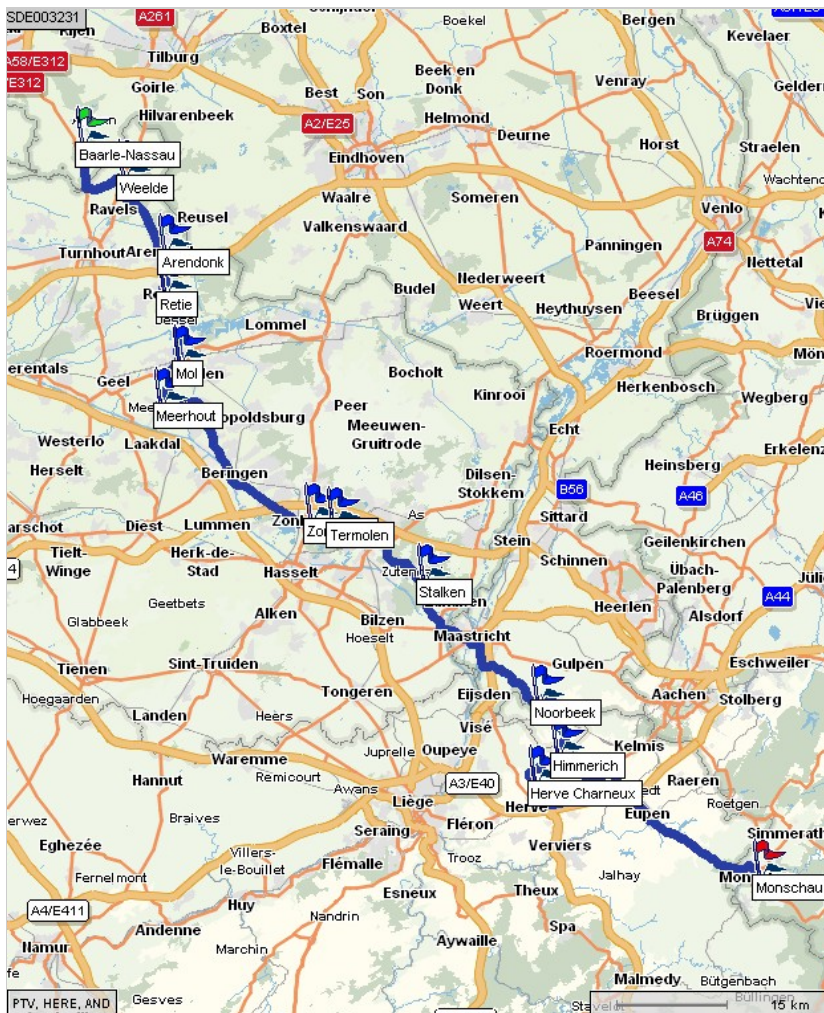 SDE003231
A261
Boxtel
Boekel
Bergen
Kevelaer
Tilburg
A58/E312
E312
Goirle
Best
Son
Beek en
Donk
Venray
Geldern
Hilvarenbeek
A2/E25
Helmond
Deurne
Horst
Straelen
Baarle-Nassau
Eindhoven
Wachtend
Weelde
Waalre
Someren
Venlo
Ravels
Reusel
Valkenswaard
Panningen
A74
Turnhout
Arendonk
Nederweert
Nettetal
Retie
Budel
Weert
Heythuysen
Beesel
Brüggen
Lommel
Roermond
Mol
Bocholt
Geel
Kinrooi
Herkenbosch
Wegberg
Meerhout
Peer
Westerlo
Laakdal
Meeuwen-
Gruitrode
Echt
Erkelenz
Herselt
Beringen
Dilsen-
Stokkem
Heinsberg
B56
A46
Sittard
Diest
Lummen
As
Termolen
Stein
Geilenkirchen
Tielt-
Winge
Herk-de-
Stad
Hasselt
Schinnen
Übach-
Palenberg
Geetbets
Stalken
Heerlen
Alsdorf
A44
Glabbeek
Alken
Bilzen
Hoeselt
Maastricht
Gulpen
Eschweiler
Tienen
Sint-Truiden
Aachen
Stolberg
Hoegaarden
Tongeren
Eijsden
Landen
Heers
Noorbeek
Visé
Waremme
Juprelle
Oupeye
Himmerich
Kelmis
Hannut
Remicourt
Awans
A3/E40
Herve Charneux
Raeren
Liège
Herve
Eupen
Roetgen
Braives
Seraing
Fléron
Verviers
Simmerath
Eghezée
Villers-
le-Bouillet
Flémalle
Trooz
Jalhay
Fernelmont
Esneux
Theux
Monschau
A4/E411
Huy
Andenne
Nandrin
Spa
Namur
Marchin
Aywaille
Malmedy
Bütgenbach
Gesves
Büllingen
PTV, HERE, AND
15 km